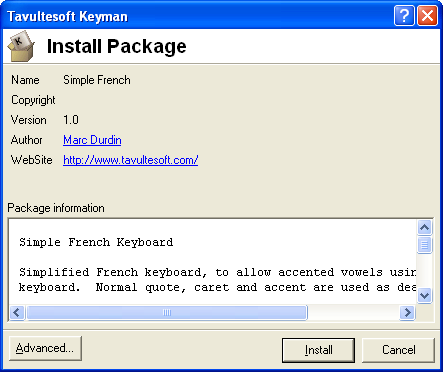 Tavultesoft Keyman
Install Package
Name Simple French
Copyright
Version 1.0
Author Marc Durdin
WebSite http://www.tavultesoft.com/
Package information
Simple French Keyboard
Simplified French keyboard, to allow accented vowels usin
keyboard. Normal quote, caret and accent are used as dea
Advanced... Install Cancel